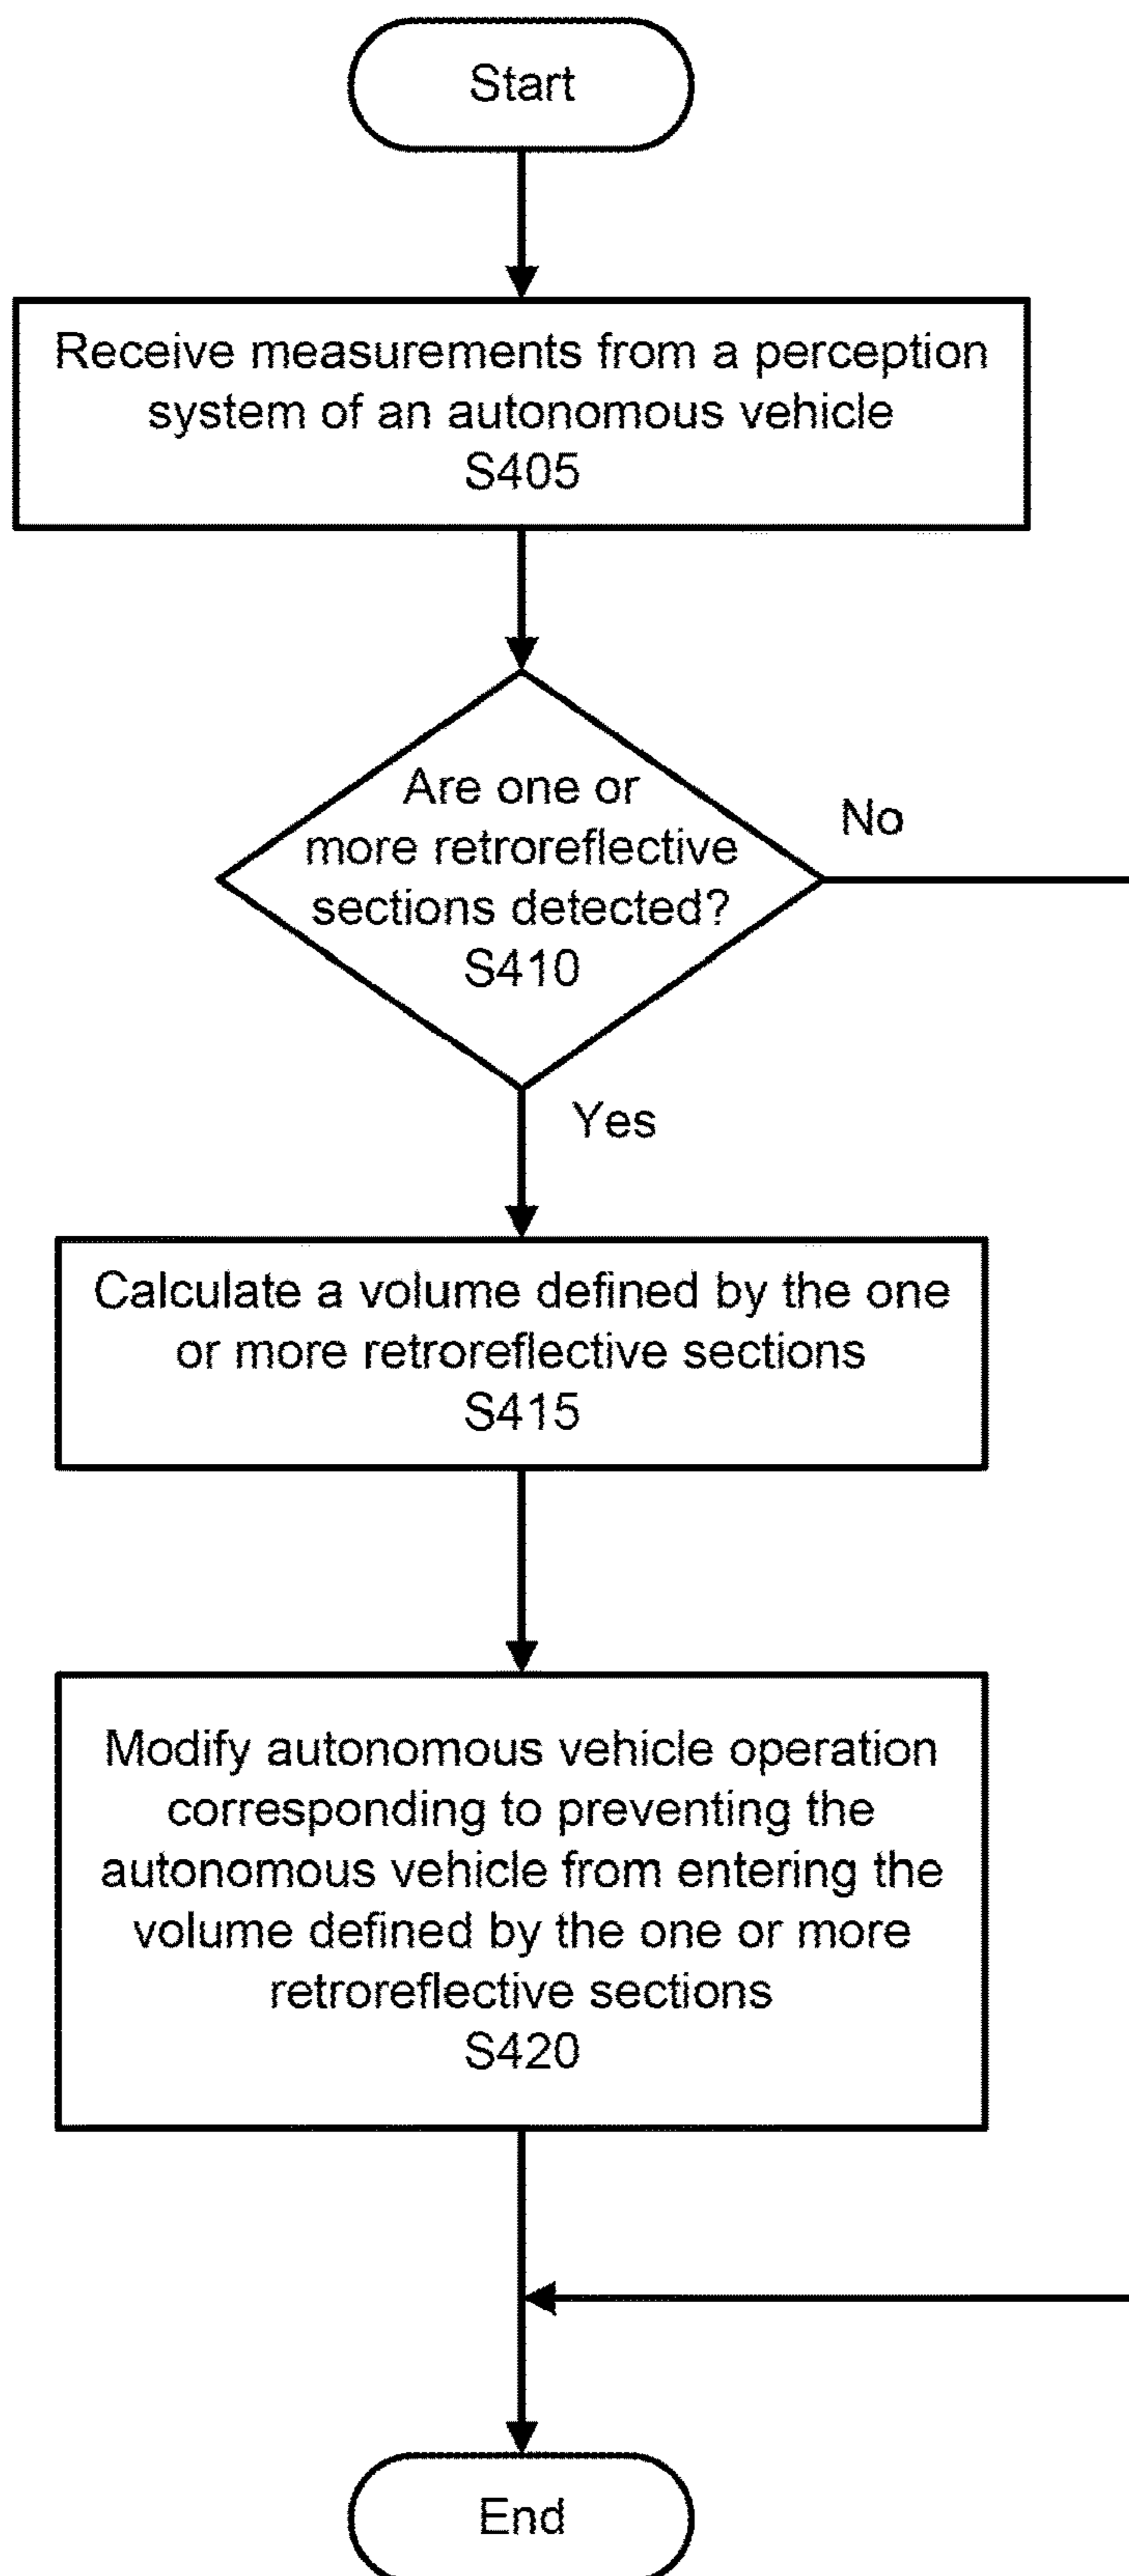 Start
Receive measurements from a perception
system of an autonomous vehicle
S405
Are one or
more retroreflective
sections detected?
S410
No
Yes
Calculate a volume defined by the one
or more retroreflective sections
S415
Modify autonomous vehicle operation
corresponding to preventing the
autonomous vehicle from entering the
volume defined by the one or more
retroreflective sections
S420
End